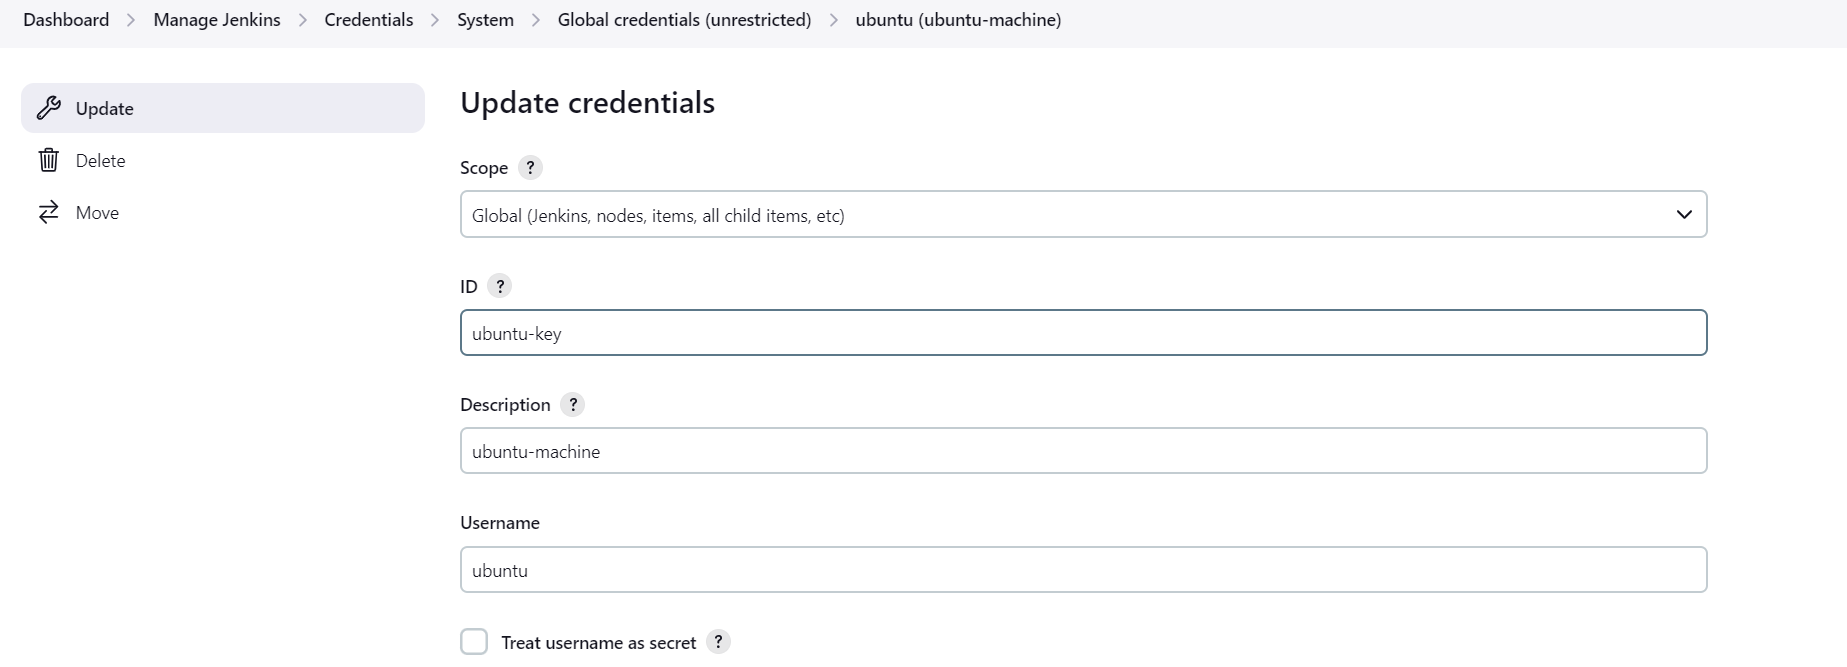 Dashboard > Manage Jenkins > Credentials > System > Global credentials (unrestricted) > ubuntu (ubuntu-machine)
Update
Delete
Move
Update credentials
Scope ?
Global (Jenkins, nodes, items, all child items, etc)
ID ?
ubuntu-key
Description ?
ubuntu-machine
Username
ubuntu
Treat username as secret ?